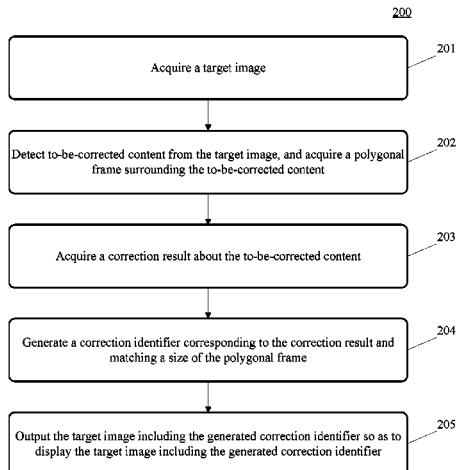 200
201
Acquire a target image
202
Detect to-be-corrected content from the target image, and acquire a polygonal
frame surrounding the to-be-corrected content
203
Acquire a correction result about the to-be-corrected content
204
Generate a correction identifier corresponding to the correction result and
matching a size of the polygonal frame
205
Output the target image including the generated correction identifier so as to
display the target image including the generated correction identifier